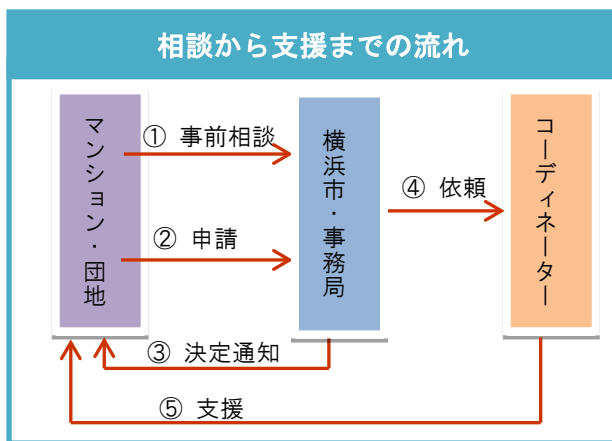 相談から支援までの流れ
マンション・団地
① 事前相談
② 申請
横浜市・事務局
④ 依頼
コーディネーター
③ 決定通知
⑤ 支援